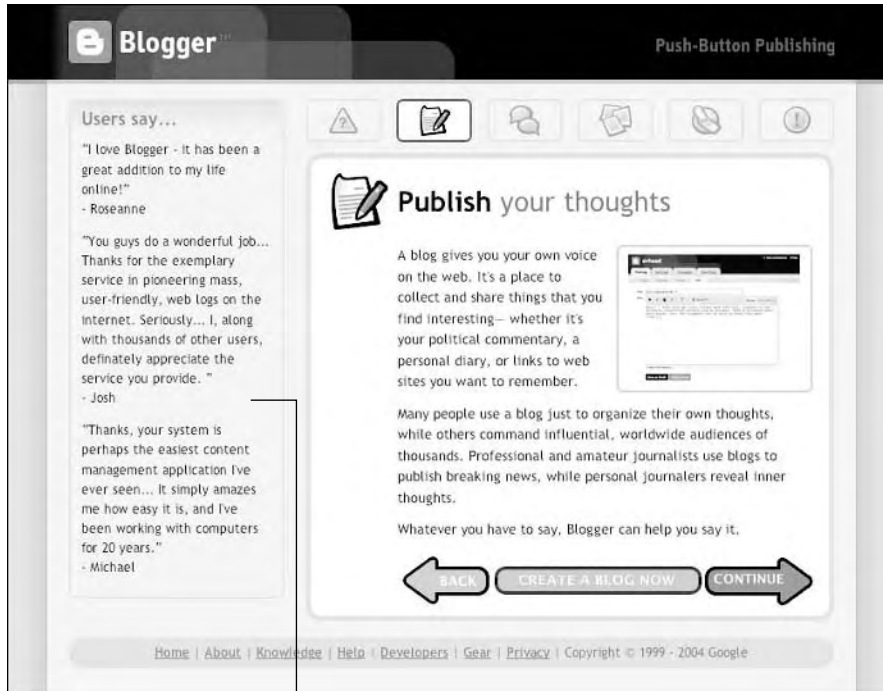 Blogger™
Push-Button Publishing
Users say...
"I love Blogger - it has been a
great addition to my life
online!"
- Roseanne
"You guys do a wonderful job...
Thanks for the exemplary
service in pioneering mass,
user-friendly, web logs on the
internet. Seriously... I, along
with thousands of other users,
definately appreciate the
service you provide. "
- Josh
"Thanks, your system is
perhaps the easiest content
management application I've
ever seen... It simply amazes
me how easy it is, and I've
been working with computers
for 20 years."
- Michael
Publish your thoughts
A blog gives you your own voice
on the web. It's a place to
collect and share things that you
find interesting— whether it's
your political commentary, a
personal diary, or links to web
sites you want to remember.
Many people use a blog just to organize their own thoughts,
while others command influential, worldwide audiences of
thousands. Professional and amateur journalists use blogs to
publish breaking news, while personal journalers reveal inner
thoughts.
Whatever you have to say, Blogger can help you say it.
BACK
CREATE A BLOG NOW
CONTINUE
Home | About | Knowledge | Help | Developers | Gear | Privacy | Copyright © 1999 - 2004 Google